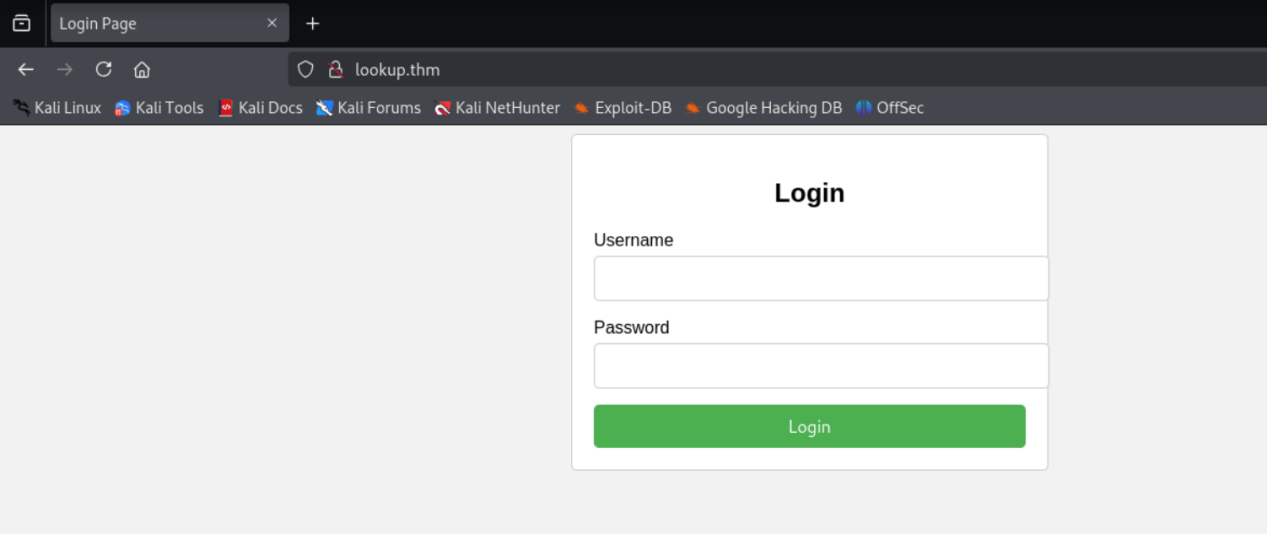 Login Page
lookup.thm
Kali Linux Kali Tools Kali Docs Kali Forums Kali NetHunter Exploit-DB Google Hacking DB OffSec
Login
Username
Password
Login